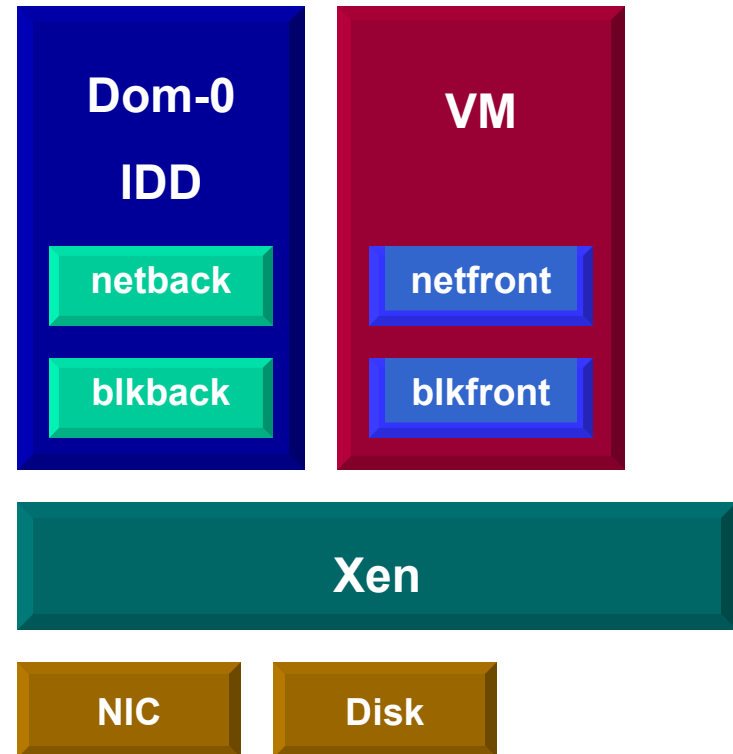 Dom-0
IDD
netback
blkback
VM
netfront
blkfront
Xen
NIC
Disk